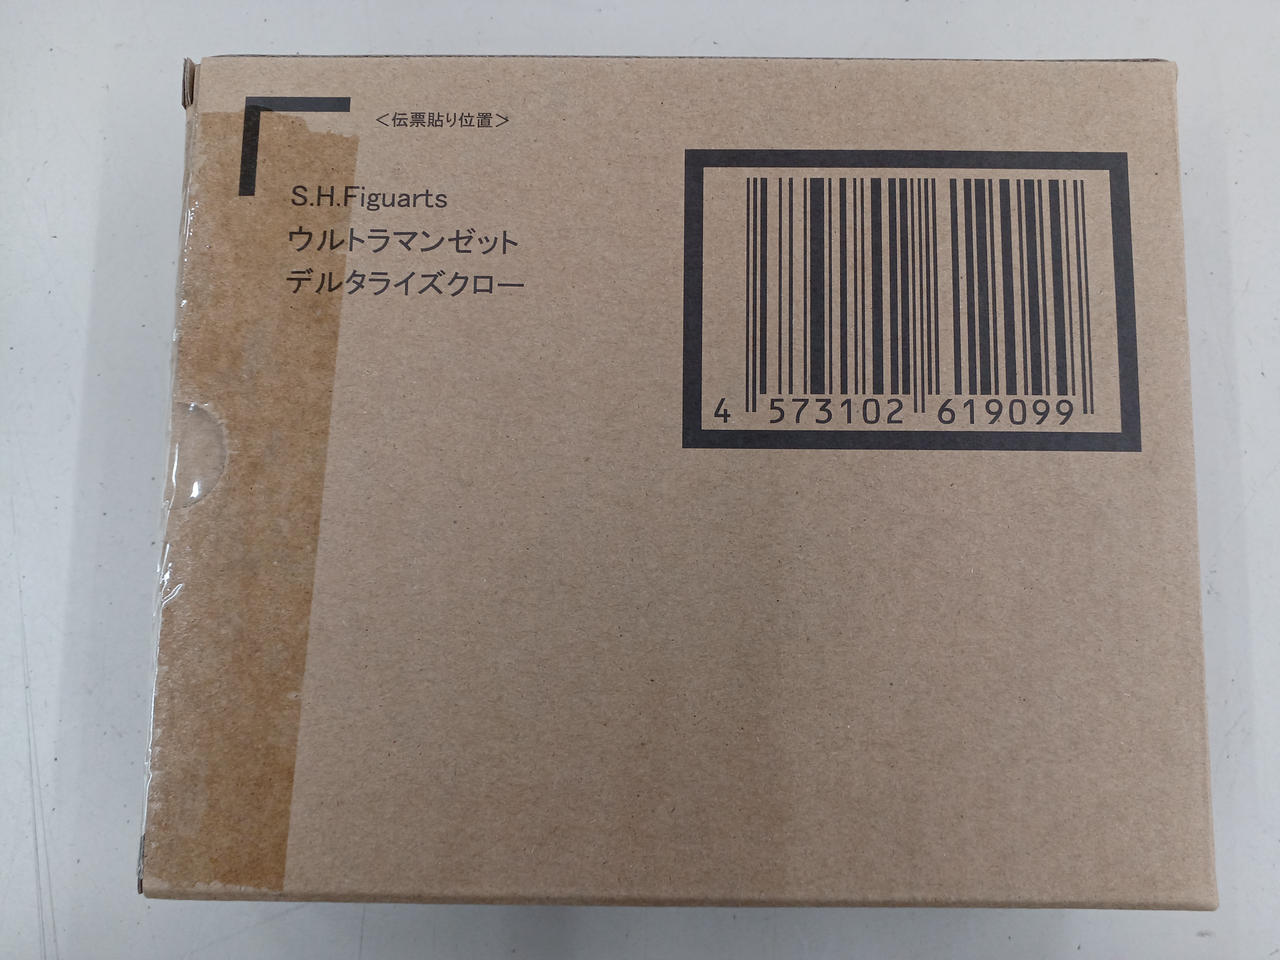 ＜伝票貼り位置＞
S.H.Figuarts
ウルトラマンゼット
デルタライズクロー
4 573102 619099